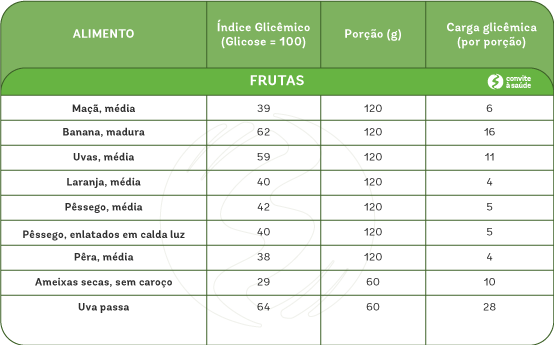 ALIMENTO
Índice Glicêmico
(Glicose = 100)
Porção (g)
Carga glicêmica
(por porção)
FRUTAS
convite
à saúde
Maçã, média 39 120 6
Banana, madura 62 120 16
Uvas, média 59 120 11
Laranja, média 40 120 4
Pêssego, média 42 120 5
Pêssego, enlatados em calda luz 40 120 5
Pêra, média 38 120 4
Ameixas secas, sem caroço 29 60 10
Uva passa 64 60 28